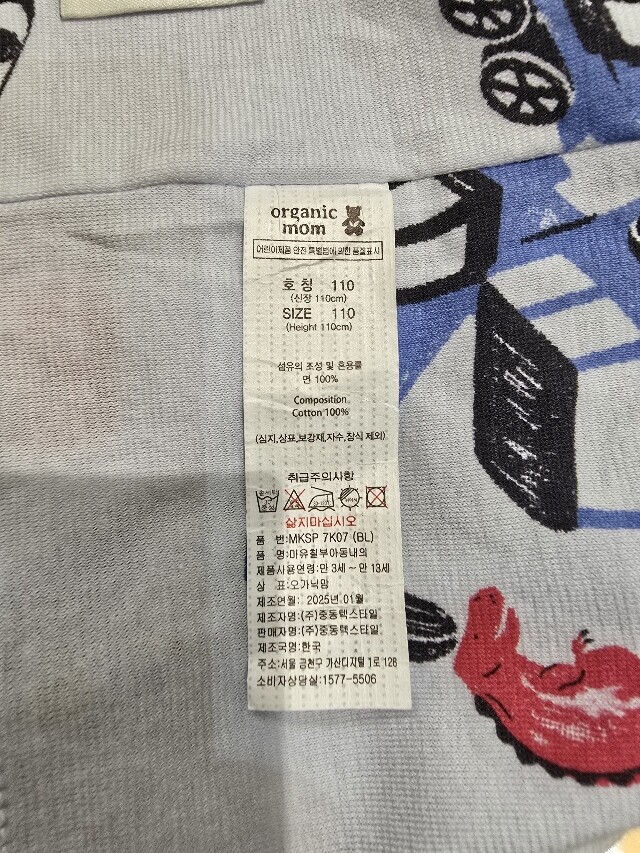 organic
mom
어린이제품 안전 특별법에 의한 품질표시
호칭 110
(신장 110cm)
SIZE 110
(Height 110cm)
섬유의 조성 및 혼용률
면 100%
Composition
Cotton 100%
(심지,상표,보강재,자수,장식 제외)
취급주의사항
삶지마십시오
품 번:MKSP 7K07 (BL)
품 명:마유휠부아동내의
제품사용연령:만 3세~만 13세
상 표:오가닉맘
제조연월: 2025년 01월
제조자명:(주)중동텍스타일
판매자명:(주)중동텍스타일
제조국명:한국
주소:서울 금천구 가산디지털 1로 128
소비자상담실:1577-5506